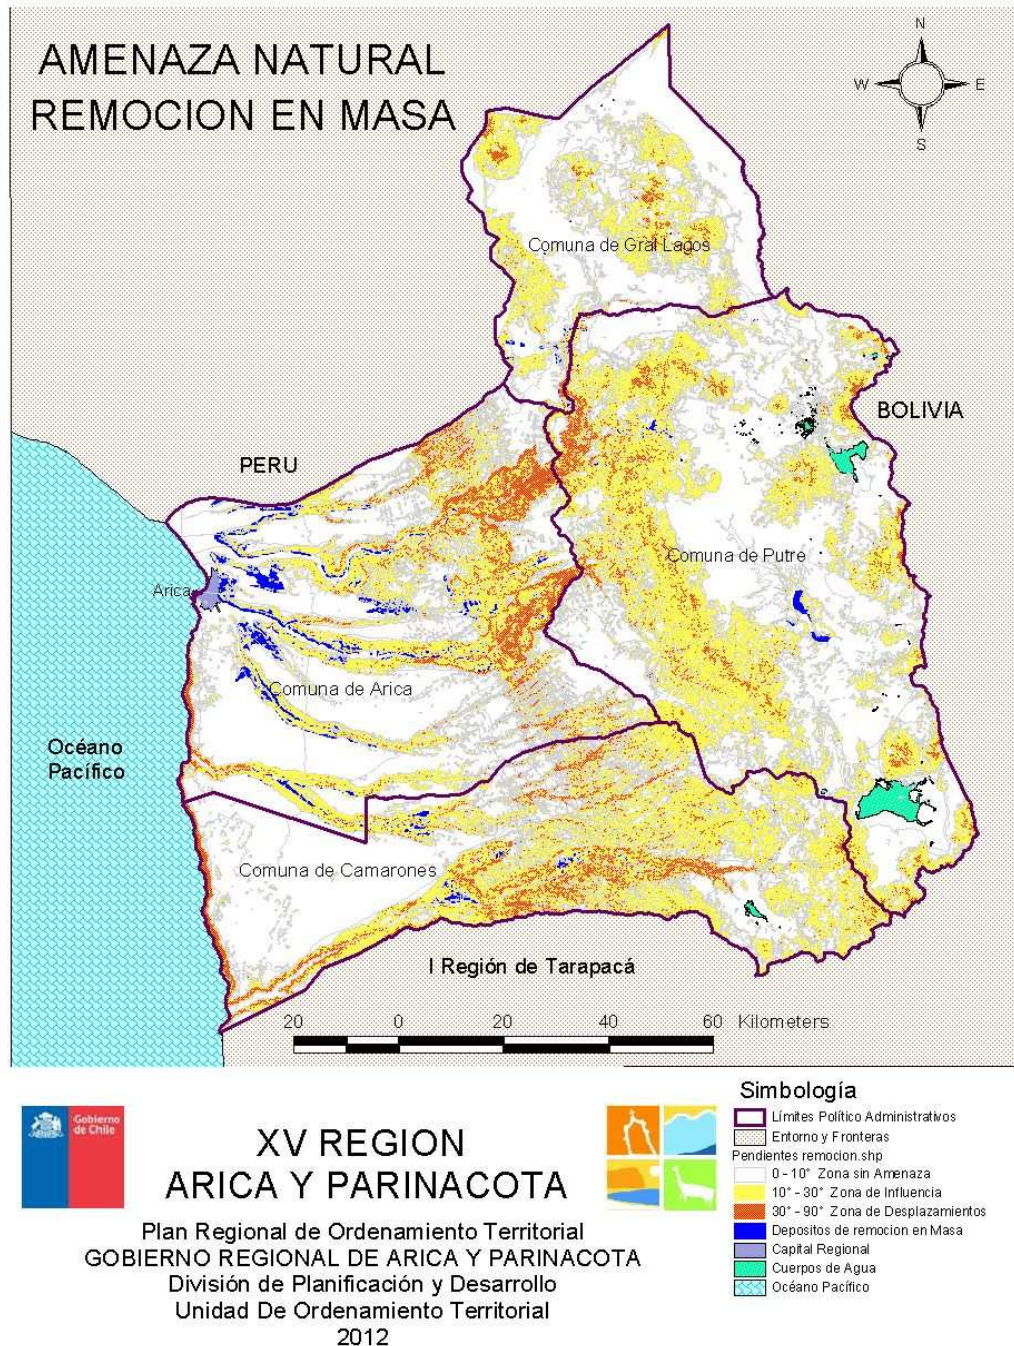 AMENAZA NATURAL
REMOCION EN MASA
N
W
E
S
Comuna de Gral Lagos
BOLIVIA
PERU
Comuna de Putre
Arica
Comuna de Arica
Océano
Pacífico
Comuna de Camarones
I Región de Tarapacá
20 0 20 40 60 Kilometers
Gobierno
de Chile
XV REGION
ARICA Y PARINACOTA
Plan Regional de Ordenamiento Territorial
GOBIERNO REGIONAL DE ARICA Y PARINACOTA
División de Planificación y Desarrollo
Unidad De Ordenamiento Territorial
2012
Simbología
Límites Político Administrativos
Entorno y Fronteras
Pendientes remocion.shp
0 - 10° Zona sin Amenaza
10° - 30° Zona de Influencia
30° - 90° Zona de Desplazamientos
Depositos de remocion en Masa
Capital Regional
Cuerpos de Agua
Océano Pacífico